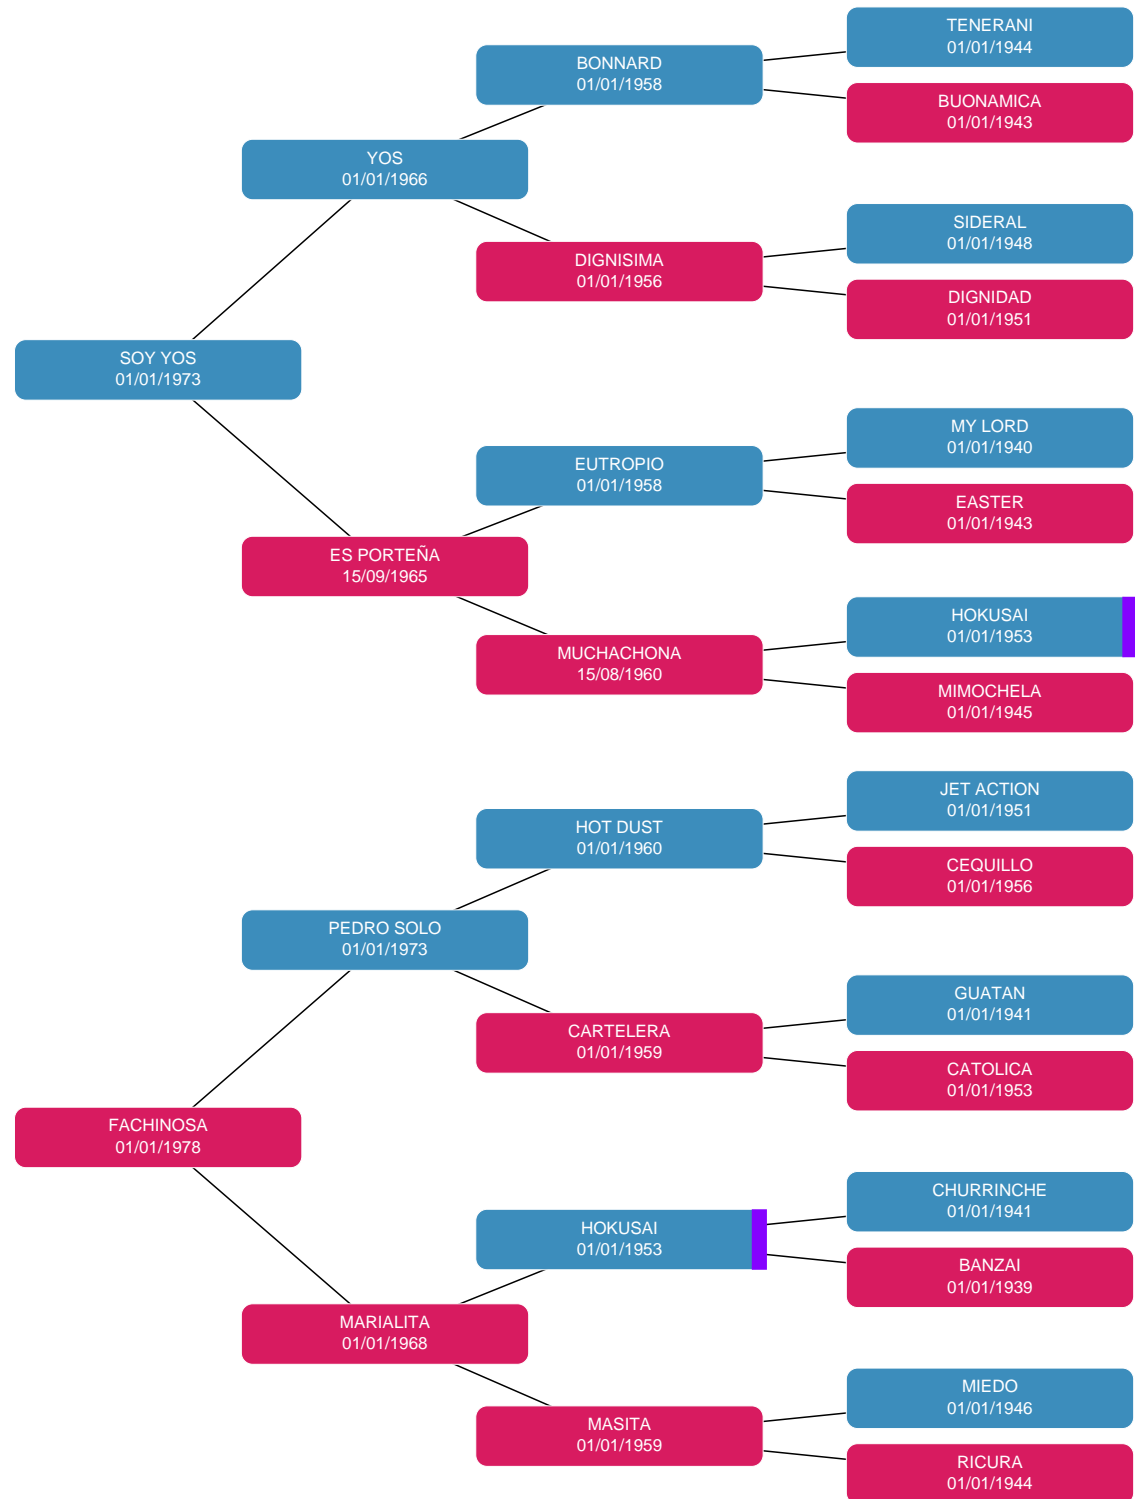 TENERANI
01/01/1944
BONNARD
01/01/1958
BUONAMICA
01/01/1943
YOS
01/01/1966
SIDERAL
01/01/1948
DIGNISIMA
01/01/1956
DIGNIDAD
01/01/1951
SOY YOS
01/01/1973
MY LORD
01/01/1940
EUTROPIO
01/01/1958
EASTER
01/01/1943
ES PORTEÑA
15/09/1965
HOKUSAI
01/01/1953
MUCHACHONA
15/08/1960
MIMOCHELA
01/01/1945
JET ACTION
01/01/1951
HOT DUST
01/01/1960
CEQUILLO
01/01/1956
PEDRO SOLO
01/01/1973
GUATAN
01/01/1941
CARTELERA
01/01/1959
CATOLICA
01/01/1953
FACHINOSA
01/01/1978
CHURRINCHE
01/01/1941
HOKUSAI
01/01/1953
BANZAI
01/01/1939
MARIALITA
01/01/1968
MIEDO
01/01/1946
MASITA
01/01/1959
RICURA
01/01/1944